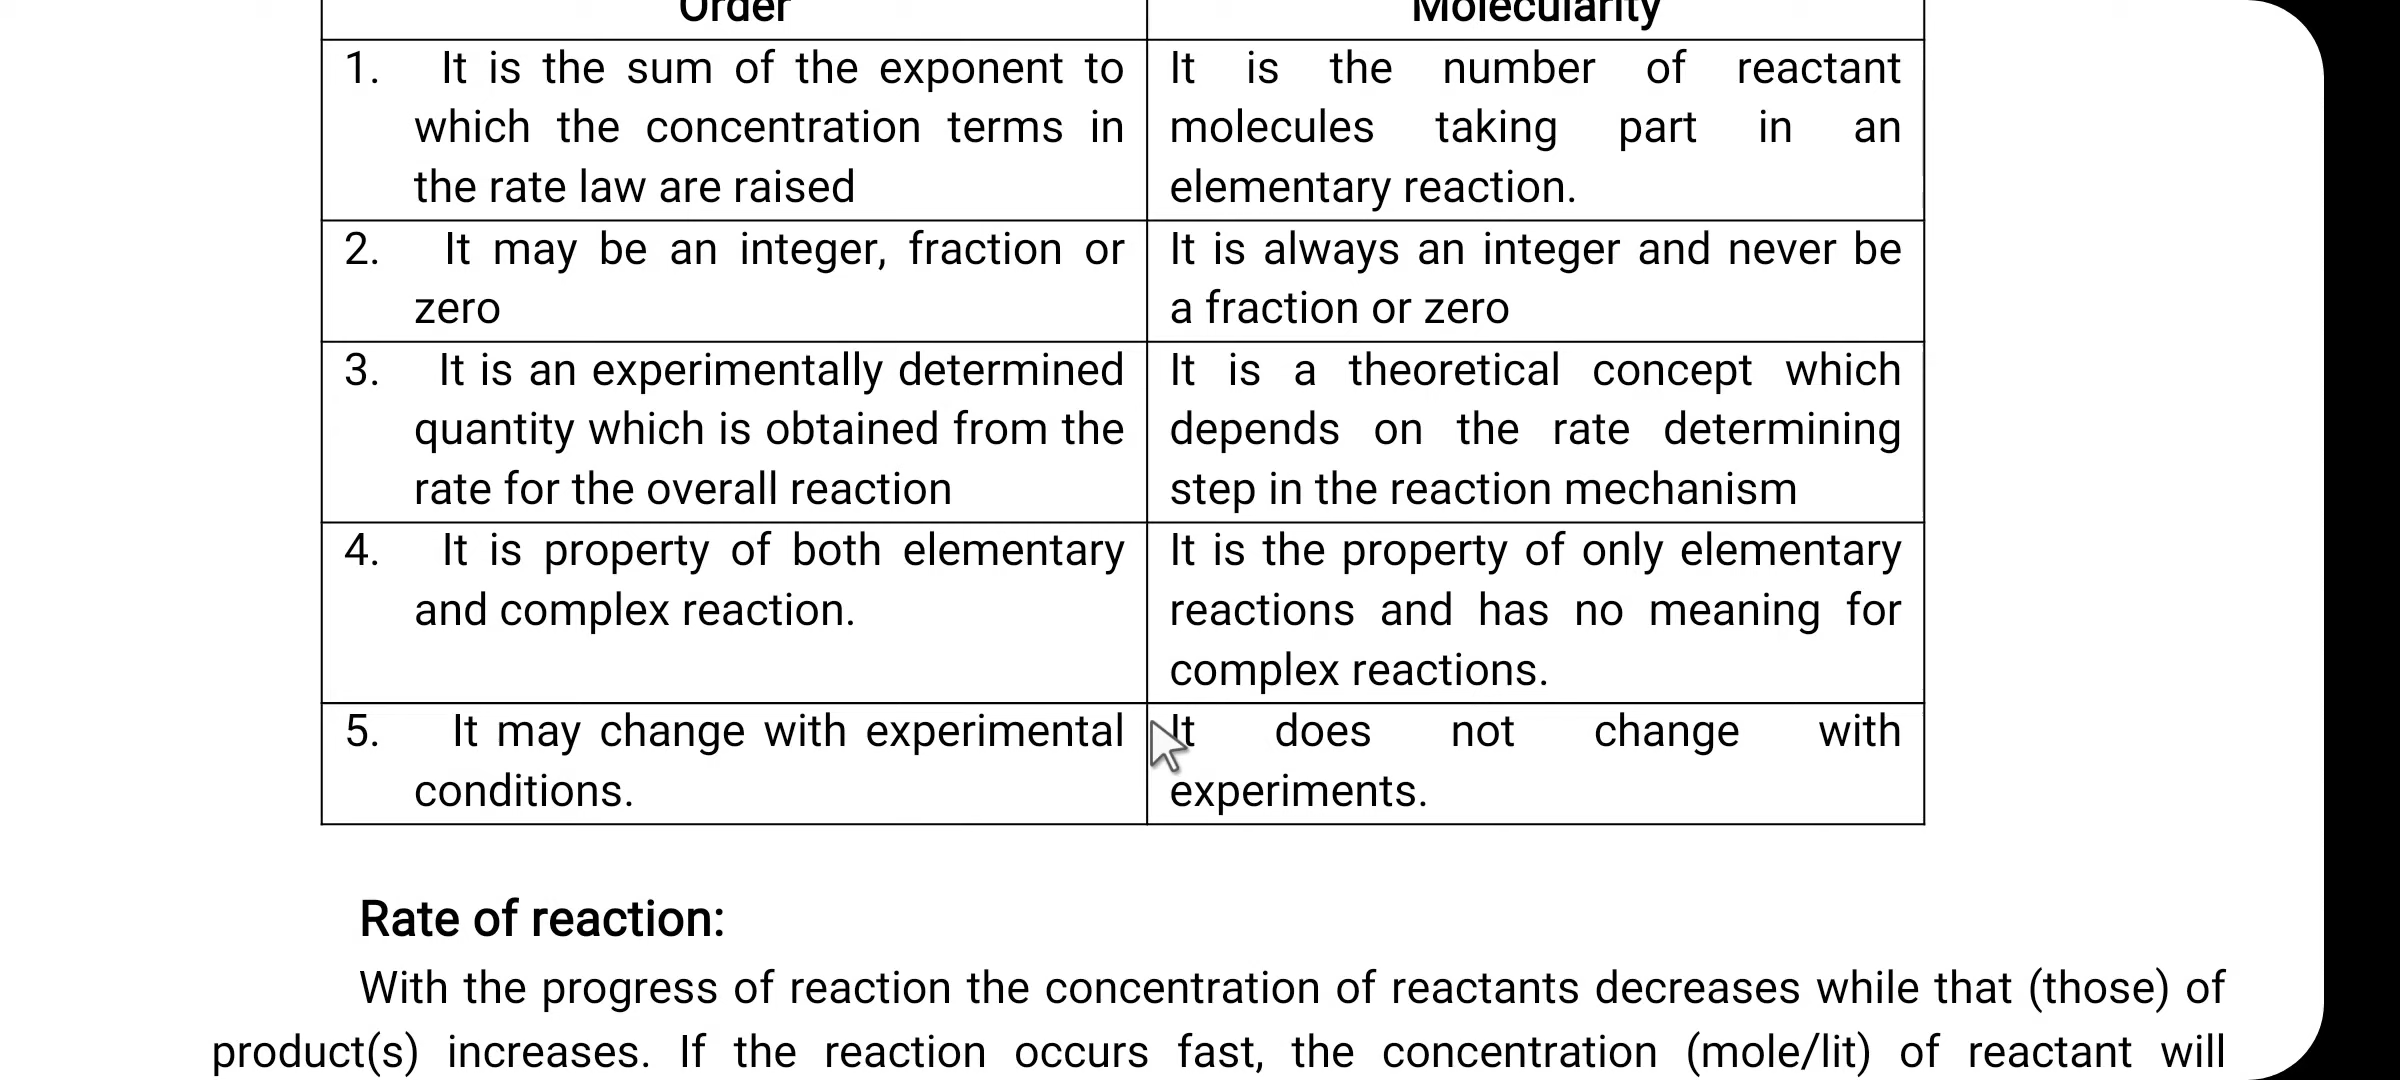 Order Molecularity
1. It is the sum of the exponent to
which the concentration terms in
the rate law are raised
It is the number of reactant
molecules taking part in an
elementary reaction.
2. It may be an integer, fraction or
zero
It is always an integer and never be
a fraction or zero
3. It is an experimentally determined
quantity which is obtained from the
rate for the overall reaction
It is a theoretical concept which
depends on the rate determining
step in the reaction mechanism
4. It is property of both elementary
and complex reaction.
It is the property of only elementary
reactions and has no meaning for
complex reactions.
5. It may change with experimental
conditions.
It does not change with
experiments.
Rate of reaction:
With the progress of reaction the concentration of reactants decreases while that (those) of
product(s) increases. If the reaction occurs fast, the concentration (mole/lit) of reactant will